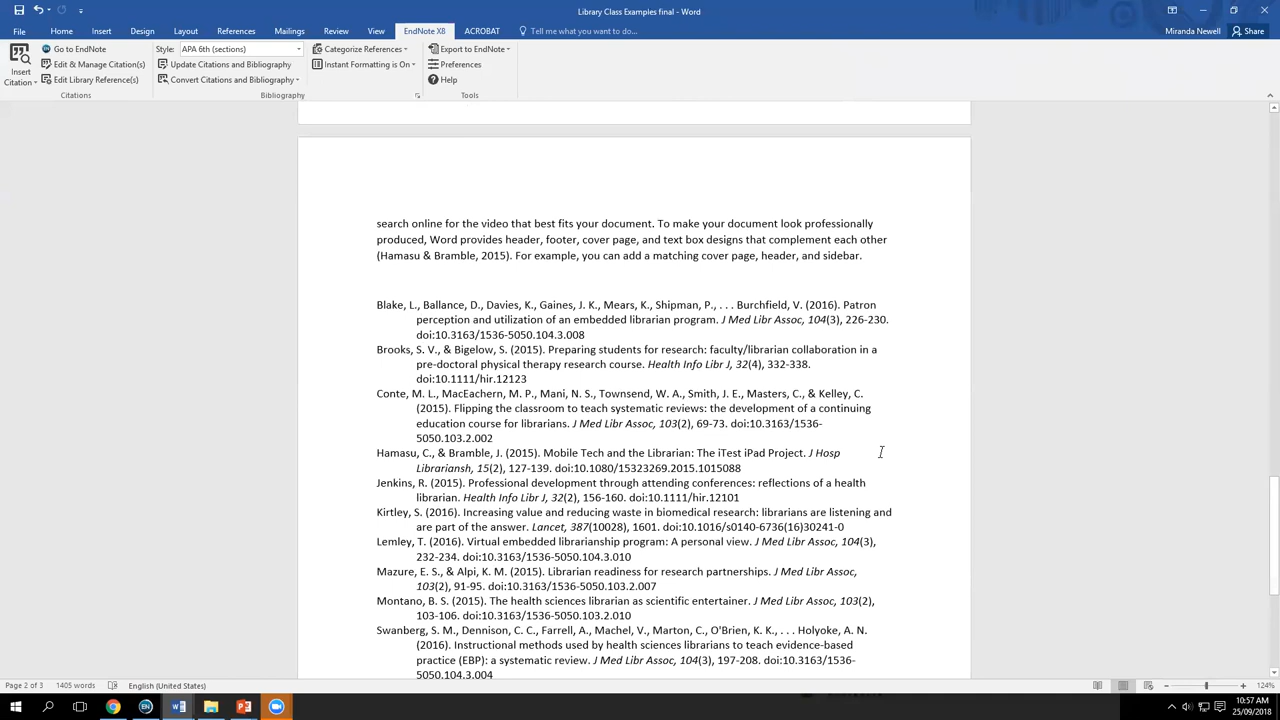 Library Class Examples final - Word
File
Home
Insert
Design
Layout
References
Mailings
Review
View
EndNote X8
ACROBAT
Tell me what you want to do...
Miranda Newell
Share
Insert
Citation
Go to EndNote
Edit & Manage Citation(s)
Edit Library Reference(s)
Citations
Style:
APA 6th (sections)
Update Citations and Bibliography
Convert Citations and Bibliography
Categorize References
Instant Formatting is On
Bibliography
Export to EndNote
Preferences
Help
Tools
search online for the video that best fits your document. To make your document look professionally
produced, Word provides header, footer, cover page, and text box designs that complement each other
(Hamasu & Bramble, 2015). For example, you can add a matching cover page, header, and sidebar.
Blake, L., Ballance, D., Davies, K., Gaines, J. K., Mears, K., Shipman, P., . . . Burchfield, V. (2016). Patron
perception and utilization of an embedded librarian program. J Med Libr Assoc, 104(3), 226-230.
doi:10.3163/1536-5050.104.3.008
Brooks, S. V., & Bigelow, S. (2015). Preparing students for research: faculty/librarian collaboration in a
pre-doctoral physical therapy research course. Health Info Libr J, 32(4), 332-338.
doi:10.1111/hir.12123
Conte, M. L., MacEachern, M. P., Mani, N. S., Townsend, W. A., Smith, J. E., Masters, C., & Kelley, C.
(2015). Flipping the classroom to teach systematic reviews: the development of a continuing
education course for librarians. J Med Libr Assoc, 103(2), 69-73. doi:10.3163/1536-
5050.103.2.002
Hamasu, C., & Bramble, J. (2015). Mobile Tech and the Librarian: The iTest iPad Project. J Hosp
Librariansh, 15(2), 127-139. doi:10.1080/15323269.2015.1015088
Jenkins, R. (2015). Professional development through attending conferences: reflections of a health
librarian. Health Info Libr J, 32(2), 156-160. doi:10.1111/hir.12101
Kirtley, S. (2016). Increasing value and reducing waste in biomedical research: librarians are listening and
are part of the answer. Lancet, 387(10028), 1601. doi:10.1016/s0140-6736(16)30241-0
Lemley, T. (2016). Virtual embedded librarianship program: A personal view. J Med Libr Assoc, 104(3),
232-234. doi:10.3163/1536-5050.104.3.010
Mazure, E. S., & Alpi, K. M. (2015). Librarian readiness for research partnerships. J Med Libr Assoc,
103(2), 91-95. doi:10.3163/1536-5050.103.2.007
Montano, B. S. (2015). The health sciences librarian as scientific entertainer. J Med Libr Assoc, 103(2),
103-106. doi:10.3163/1536-5050.103.2.010
Swanberg, S. M., Dennison, C. C., Farrell, A., Machel, V., Marton, C., O'Brien, K. K., . . . Holyoke, A. N.
(2016). Instructional methods used by health sciences librarians to teach evidence-based
practice (EBP): a systematic review. J Med Libr Assoc, 104(3), 197-208. doi:10.3163/1536-
5050.104.3.004
Page 2 of 3
1405 words
English (United States)
124%
EN
10:57 AM
25/09/2018